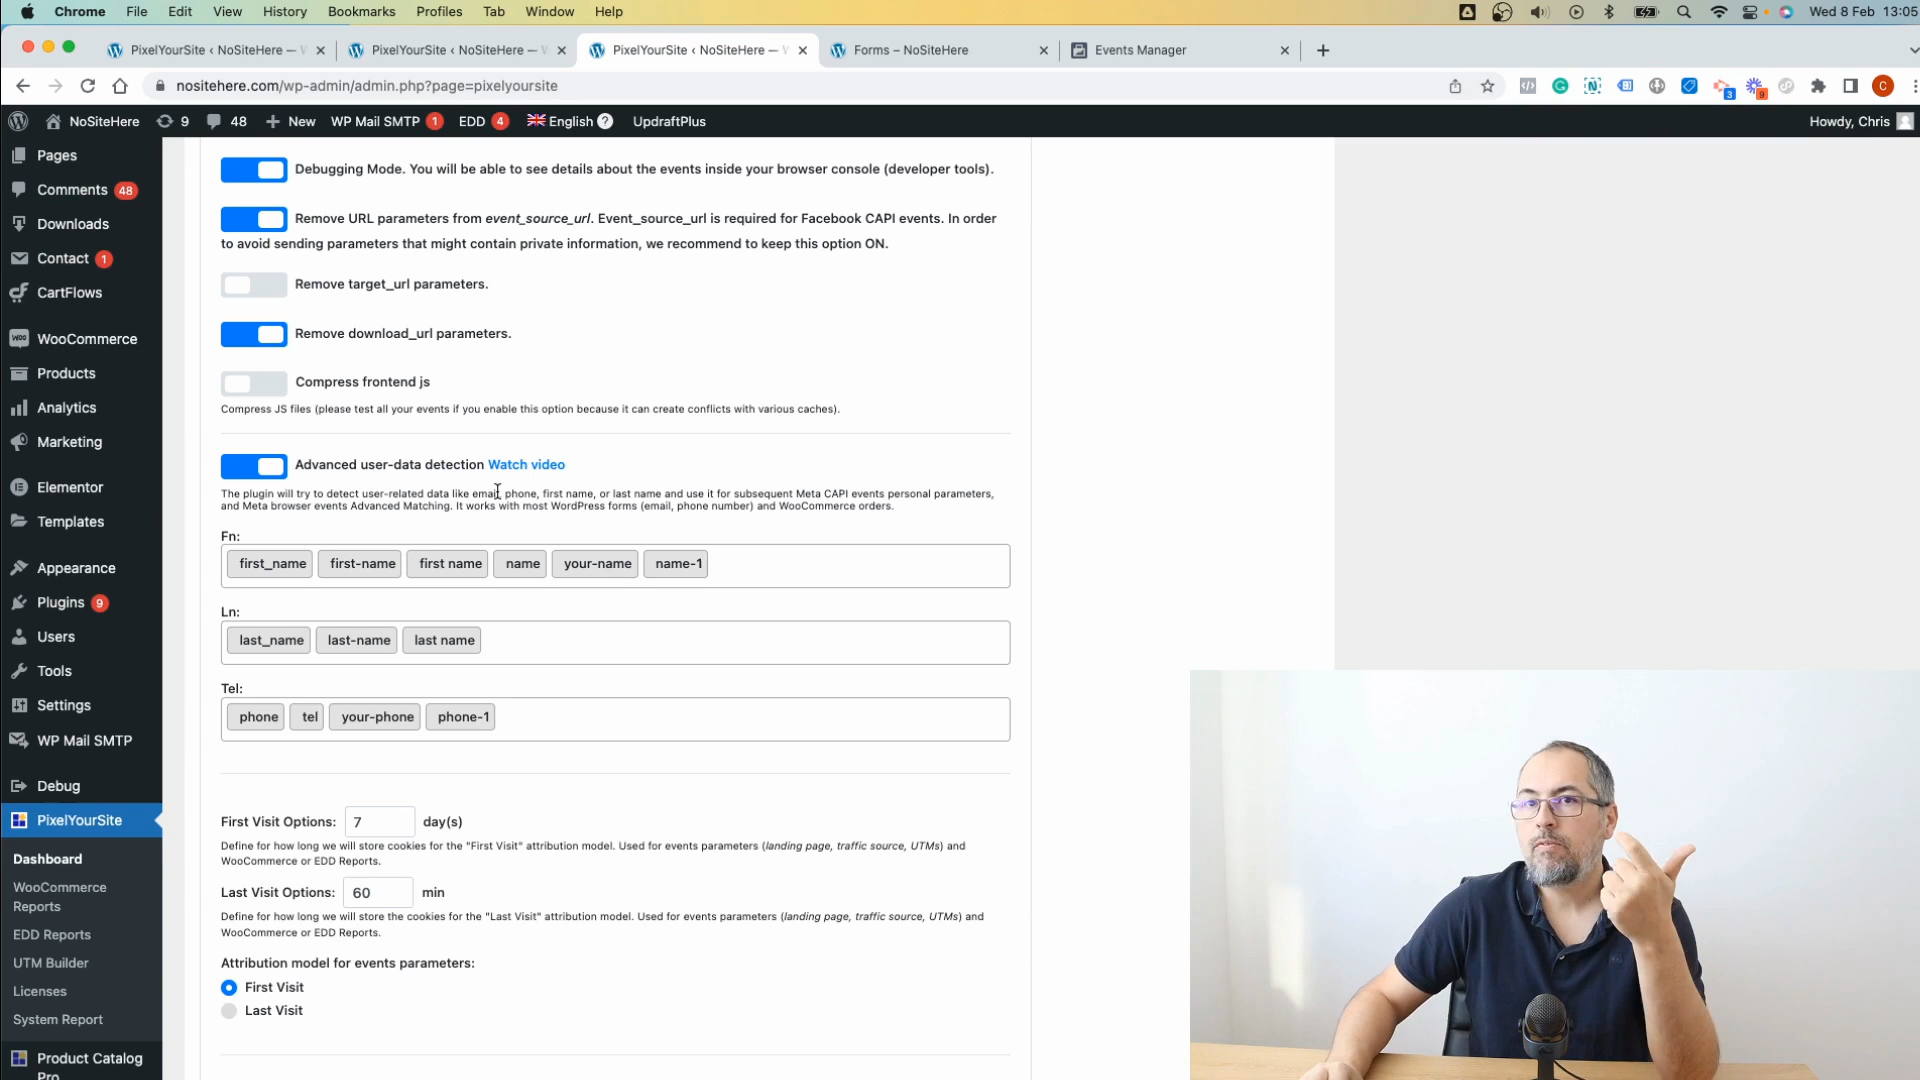 Chrome File Edit View History Bookmarks Profiles Tab Window Help Wed 8 Feb 13:05
PixelYourSite ‹ NoSiteHere — PixelYourSite ‹ NoSiteHere — PixelYourSite ‹ NoSiteHere — Forms – NoSiteHere Events Manager
nositehere.com/wp-admin/admin.php?page=pixelyoursite
3 9 C
NoSiteHere 9 48 New WP Mail SMTP 1 EDD 4 English ? UpdraftPlus Howdy, Chris
Pages
Comments 48
Downloads
Contact 1
CartFlows
WooCommerce
Products
Analytics
Marketing
Elementor
Templates
Appearance
Plugins 9
Users
Tools
Settings
WP Mail SMTP
Debug
PixelYourSite
Dashboard
WooCommerce
Reports
EDD Reports
UTM Builder
Licenses
System Report
Product Catalog
Pro
Debugging Mode. You will be able to see details about the events inside your browser console (developer tools).
Remove URL parameters from event_source_url. Event_source_url is required for Facebook CAPI events. In order
to avoid sending parameters that might contain private information, we recommend to keep this option ON.
Remove target_url parameters.
Remove download_url parameters.
Compress frontend js
Compress JS files (please test all your events if you enable this option because it can create conflicts with various caches).
Advanced user-data detection Watch video
The plugin will try to detect user-related data like email, phone, first name, or last name and use it for subsequent Meta CAPI events personal parameters,
and Meta browser events Advanced Matching. It works with most WordPress forms (email, phone number) and WooCommerce orders.
Fn:
first_name first-name first name name your-name name-1
Ln:
last_name last-name last name
Tel:
phone tel your-phone phone-1
First Visit Options: 7 day(s)
Define for how long we will store cookies for the "First Visit" attribution model. Used for events parameters (landing page, traffic source, UTMs) and
WooCommerce or EDD Reports.
Last Visit Options: 60 min
Define for how long we will store the cookies for the "Last Visit" attribution model. Used for events parameters (landing page, traffic source, UTMs) and
WooCommerce or EDD Reports.
Attribution model for events parameters:
First Visit
Last Visit